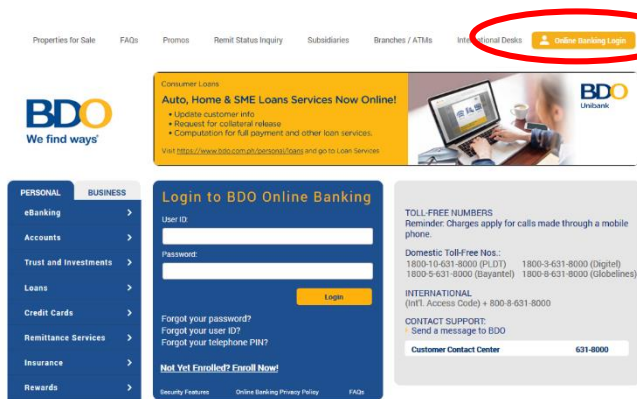 Properties for Sale FAQs Promos Remit Status Inquiry Subsidiaries Branches / ATMs International Desks Online Banking Login
BDO
We find ways®
Consumer Loans
Auto, Home & SME Loans Services Now Online!
• Update customer info
• Request for collateral release
• Computation for full payment and other loan services.
Visit https://www.bdo.com.ph/personal/loans and go to Loan Services
BDO
Unibank
PERSONAL BUSINESS
eBanking
Accounts
Trust and Investments
Loans
Credit Cards
Remittance Services
Insurance
Rewards
Login to BDO Online Banking
User ID:
Password:
Login
Forgot your password?
Forgot your user ID?
Forgot your telephone PIN?
Not Yet Enrolled? Enroll Now!
Security Features Online Banking Privacy Policy FAQs
TOLL-FREE NUMBERS
Reminder: Charges apply for calls made through a mobile
phone.
Domestic Toll-Free Nos.:
1800-10-631-8000 (PLDT) 1800-3-631-8000 (Digitel)
1800-5-631-8000 (Bayantel) 1800-8-631-8000 (Globelines)
INTERNATIONAL
(Int'l. Access Code) + 800-8-631-8000
CONTACT SUPPORT:
Send a message to BDO
Customer Contact Center 631-8000